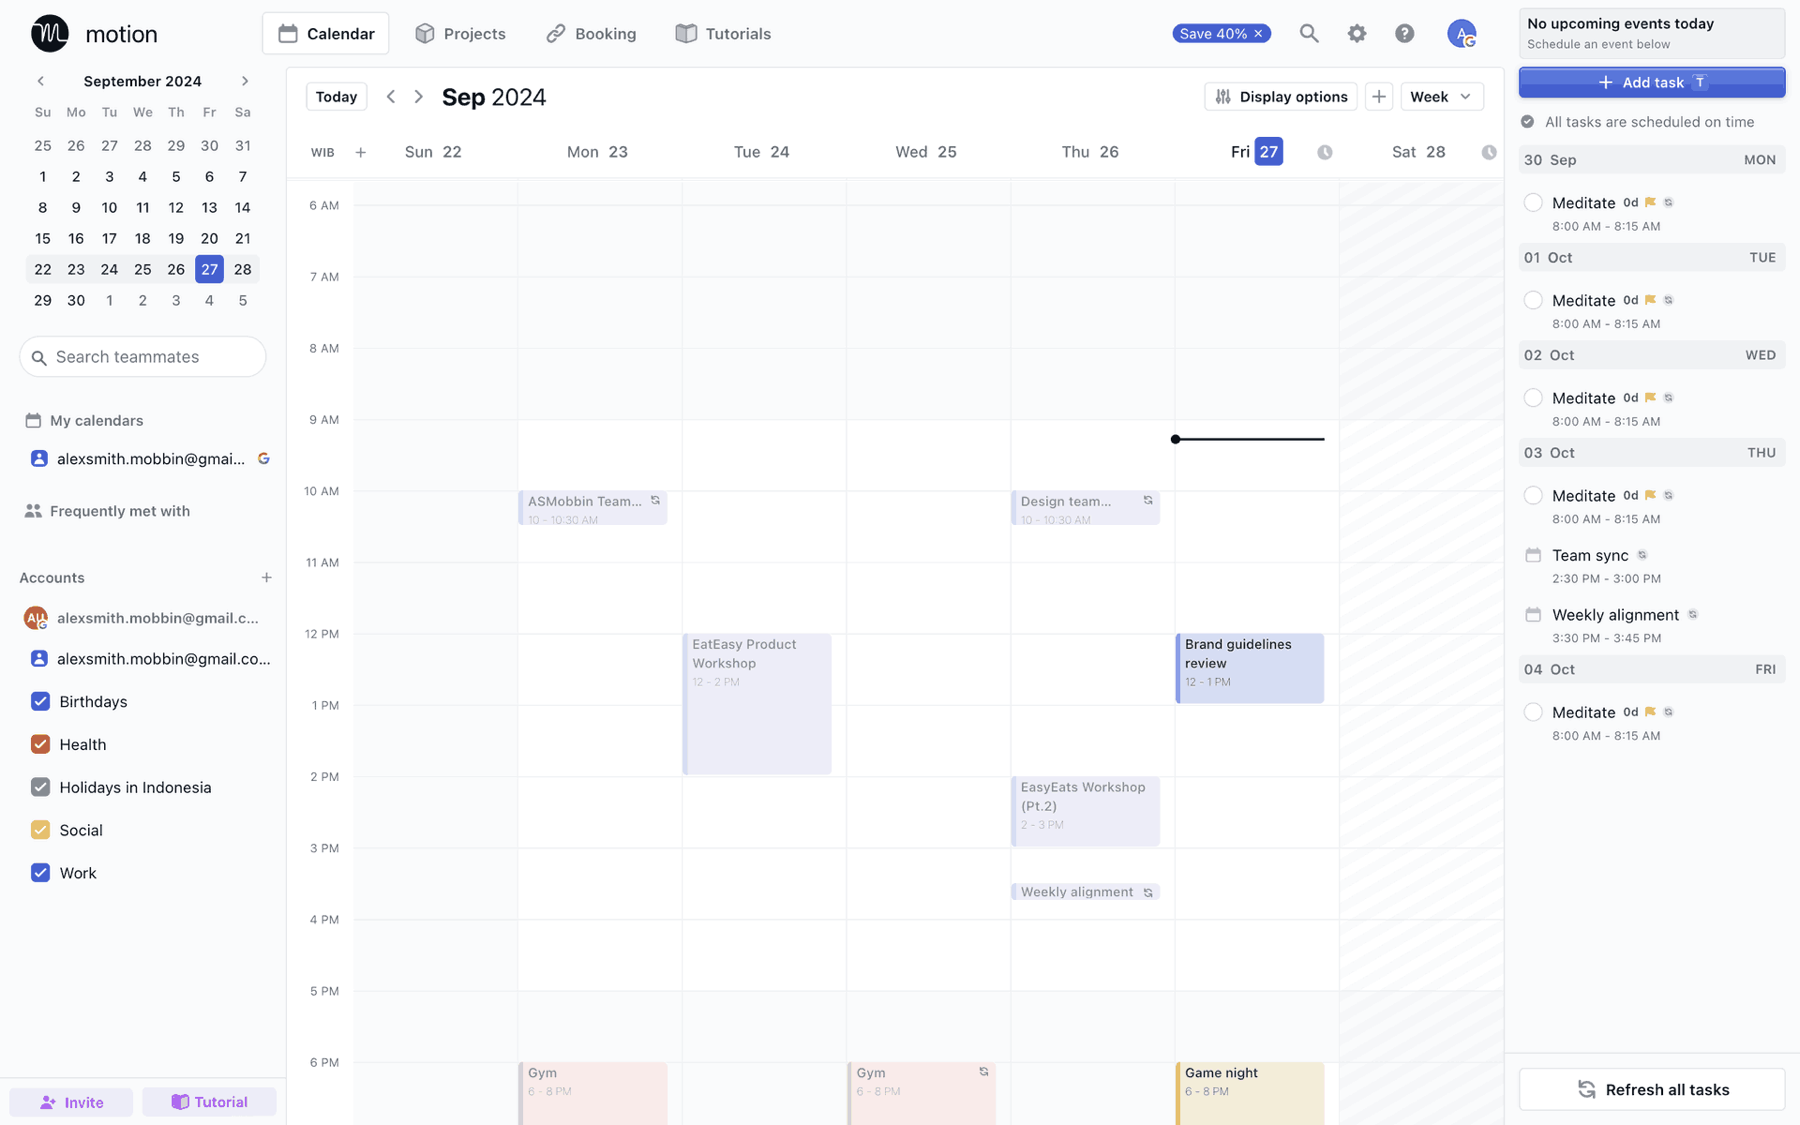 motion
Calendar
Projects
Booking
Tutorials
Save 40% ×
A
No upcoming events today
Schedule an event below
September 2024
Su Mo Tu We Th Fr Sa
25 26 27 28 29 30 31
1 2 3 4 5 6 7
8 9 10 11 12 13 14
15 16 17 18 19 20 21
22 23 24 25 26 27 28
29 30 1 2 3 4 5
Search teammates
My calendars
alexsmith.mobbin@gmai...
Frequently met with
Accounts
alexsmith.mobbin@gmail.c...
alexsmith.mobbin@gmail.co...
Birthdays
Health
Holidays in Indonesia
Social
Work
Invite
Tutorial
Today
Sep 2024
Display options
Week
WIB
Sun 22
Mon 23
Tue 24
Wed 25
Thu 26
Fri 27
Sat 28
6 AM
7 AM
8 AM
9 AM
10 AM
11 AM
12 PM
1 PM
2 PM
3 PM
4 PM
5 PM
6 PM
ASMobbin Team...
10 - 10:30 AM
Design team...
10 - 10:30 AM
EatEasy Product
Workshop
12 - 2 PM
Brand guidelines
review
12 - 1 PM
EasyEats Workshop
(Pt.2)
2 - 3 PM
Weekly alignment
Gym
6 - 8 PM
Gym
6 - 8 PM
Game night
6 - 8 PM
Add task T
All tasks are scheduled on time
30 Sep MON
Meditate 0d
8:00 AM - 8:15 AM
01 Oct TUE
Meditate 0d
8:00 AM - 8:15 AM
02 Oct WED
Meditate 0d
8:00 AM - 8:15 AM
03 Oct THU
Meditate 0d
8:00 AM - 8:15 AM
Team sync
2:30 PM - 3:00 PM
Weekly alignment
3:30 PM - 3:45 PM
04 Oct FRI
Meditate 0d
8:00 AM - 8:15 AM
Refresh all tasks